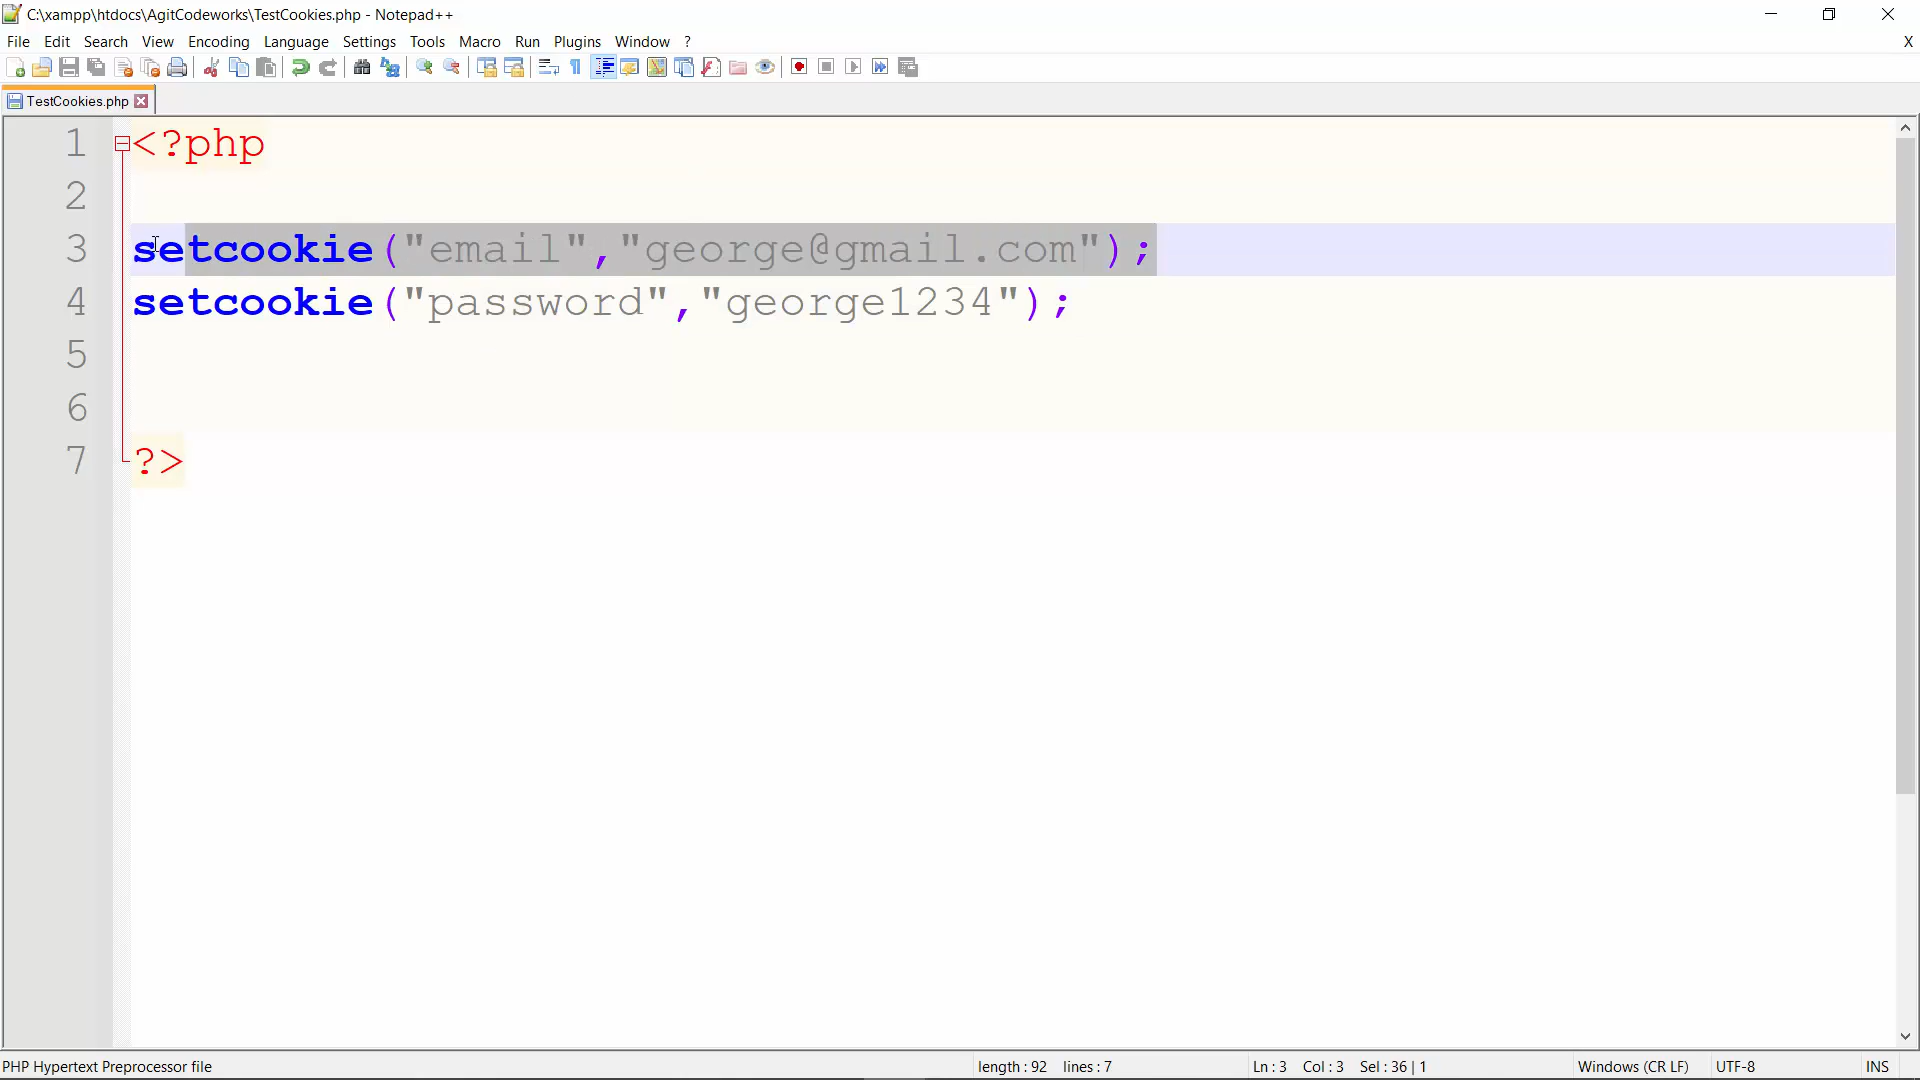 C:\xampp\htdocs\AgitCodeworks\TestCookies.php - Notepad++
File Edit Search View Encoding Language Settings Tools Macro Run Plugins Window ? X
TestCookies.php
1 <?php
2
3 setcookie("email","george@gmail.com");
4 setcookie("password","george1234");
5
6
7 ?>
PHP Hypertext Preprocessor file length : 92 lines : 7 Ln : 3 Col : 3 Sel : 36 | 1 Windows (CR LF) UTF-8 INS